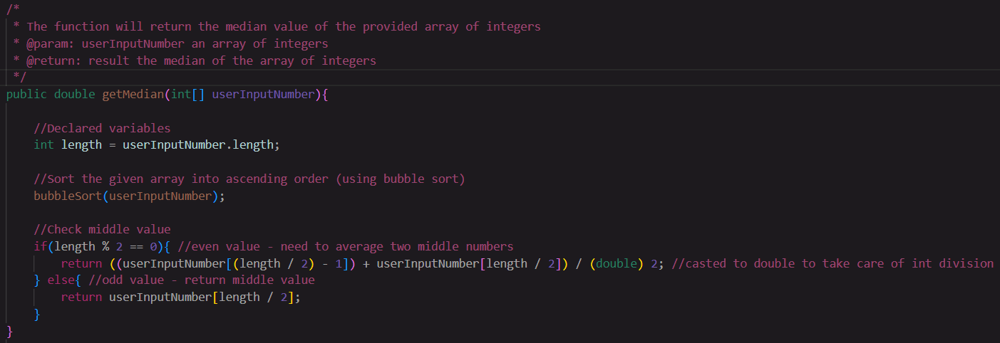 /*
 * The function will return the median value of the provided array of integers
 * @param: userInputNumber an array of integers
 * @return: result the median of the array of integers
 */
public double getMedian(int[] userInputNumber){
    //Declared variables
    int length = userInputNumber.length;
    //Sort the given array into ascending order (using bubble sort)
    bubbleSort(userInputNumber);
    //Check middle value
    if(length % 2 == 0){ //even value - need to average two middle numbers
        return ((userInputNumber[(length / 2) - 1]) + userInputNumber[length / 2]) / (double) 2; //casted to double to take care of int division
    } else{ //odd value - return middle value
        return userInputNumber[length / 2];
    }
}